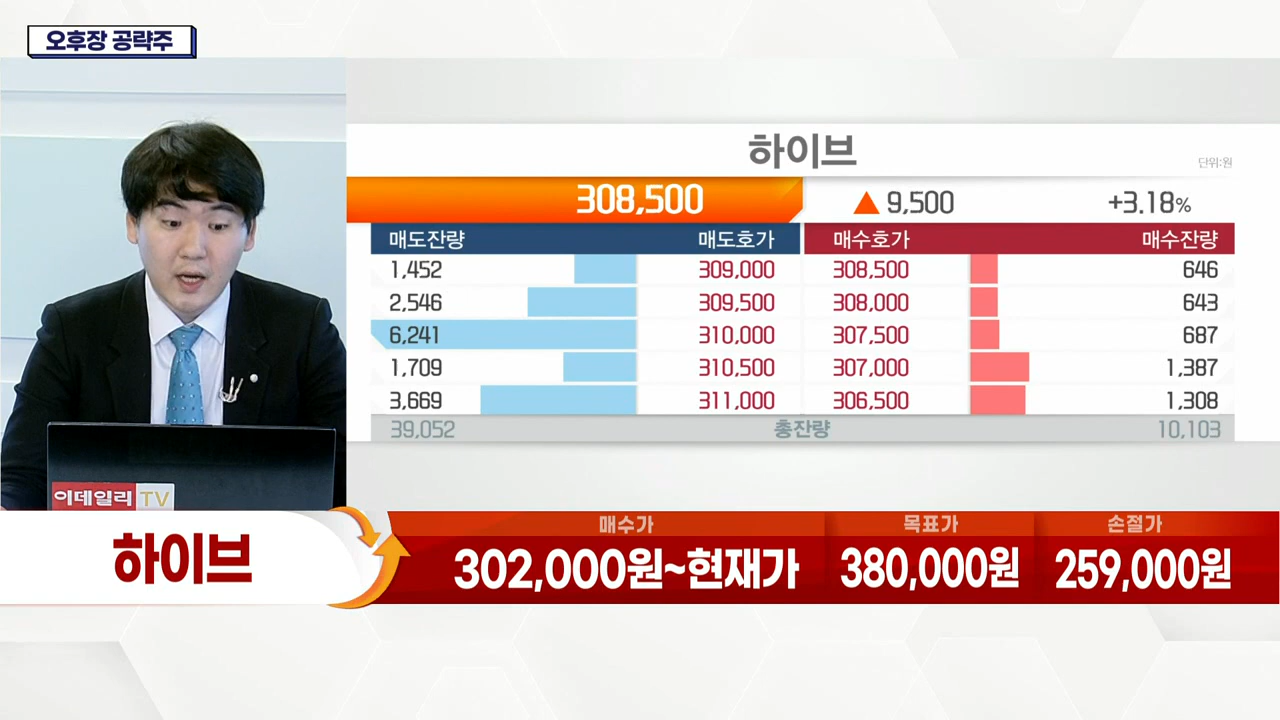 오후장 공략주
하이브
단위:원
308,500 ▲ 9,500 +3.18%
매도잔량 매도호가 매수호가 매수잔량
1,452 309,000 308,500 646
2,546 309,500 308,000 643
6,241 310,000 307,500 687
1,709 310,500 307,000 1,387
3,669 311,000 306,500 1,308
39,052 총잔량 10,103
이데일리 TV
하이브
매수가 목표가 손절가
302,000원~현재가 380,000원 259,000원